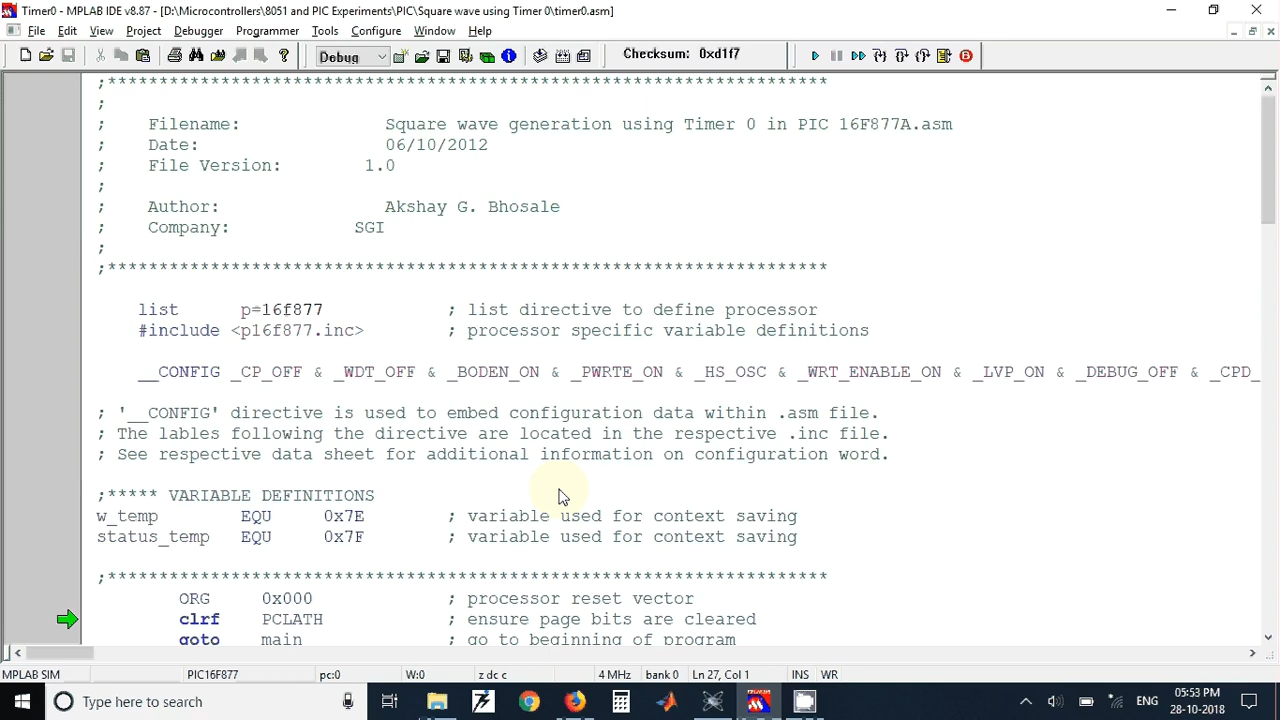 Timer0 - MPLAB IDE v8.87 - [D:\Microcontrollers\8051 and PIC Experiments\PIC\Square wave using Timer 0\timer0.asm]
File Edit View Project Debugger Programmer Tools Configure Window Help
Debug Checksum: 0xd1f7
;**********************************************************************
;
; Filename: Square wave generation using Timer 0 in PIC 16F877A.asm
; Date: 06/10/2012
; File Version: 1.0
;
; Author: Akshay G. Bhosale
; Company: SGI
;
;**********************************************************************
list p=16f877 ; list directive to define processor
#include <p16f877.inc> ; processor specific variable definitions
__CONFIG _CP_OFF & _WDT_OFF & _BODEN_ON & _PWRTE_ON & _HS_OSC & _WRT_ENABLE_ON & _LVP_ON & _DEBUG_OFF & _CPD_
; '__CONFIG' directive is used to embed configuration data within .asm file.
; The lables following the directive are located in the respective .inc file.
; See respective data sheet for additional information on configuration word.
;***** VARIABLE DEFINITIONS
w_temp EQU 0x7E ; variable used for context saving
status_temp EQU 0x7F ; variable used for context saving
;**********************************************************************
ORG 0x000 ; processor reset vector
clrf PCLATH ; ensure page bits are cleared
goto main ; go to beginning of program
MPLAB SIM PIC16F877 pc:0 W:0 z dc c 4 MHz bank 0 Ln 27, Col 1 INS WR
Type here to search ENG 05:53 PM
28-10-2018